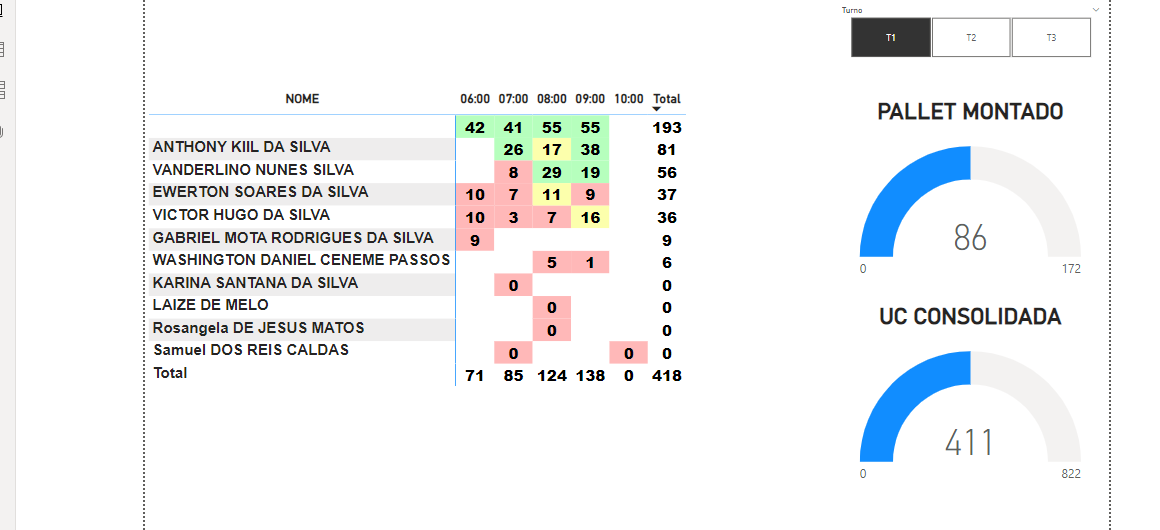 Turno
T1 T2 T3
NOME 06:00 07:00 08:00 09:00 10:00 Total
42 41 55 55 193
ANTHONY KIIL DA SILVA 26 17 38 81
VANDERLINO NUNES SILVA 8 29 19 56
EWERTON SOARES DA SILVA 10 7 11 9 37
VICTOR HUGO DA SILVA 10 3 7 16 36
GABRIEL MOTA RODRIGUES DA SILVA 9 9
WASHINGTON DANIEL CENEME PASSOS 5 1 6
KARINA SANTANA DA SILVA 0 0
LAIZE DE MELO 0 0
Rosangela DE JESUS MATOS 0 0
Samuel DOS REIS CALDAS 0 0 0
Total 71 85 124 138 0 418
PALLET MONTADO
86
0 172
UC CONSOLIDADA
411
0 822